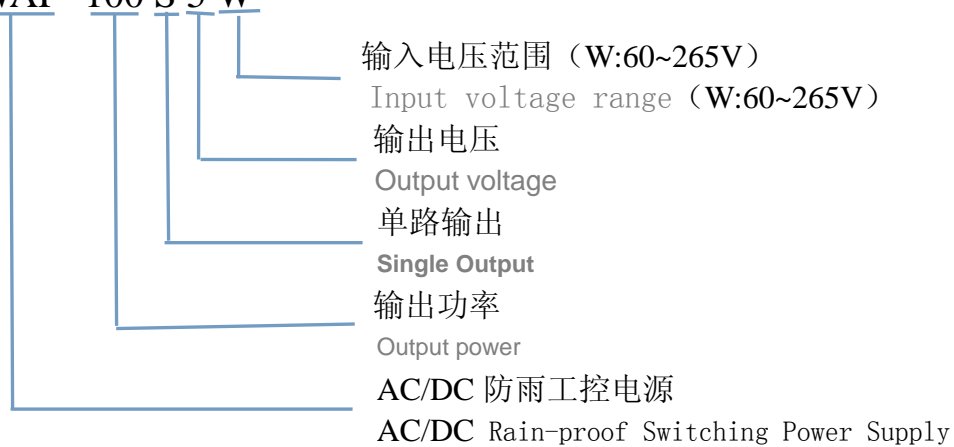 100 S 5 W
输入电压范围（W:60~265V）
Input voltage range（W:60~265V）
输出电压
Output voltage
单路输出
Single Output
输出功率
Output power
AC/DC 防雨工控电源
AC/DC Rain-proof Switching Power Supply